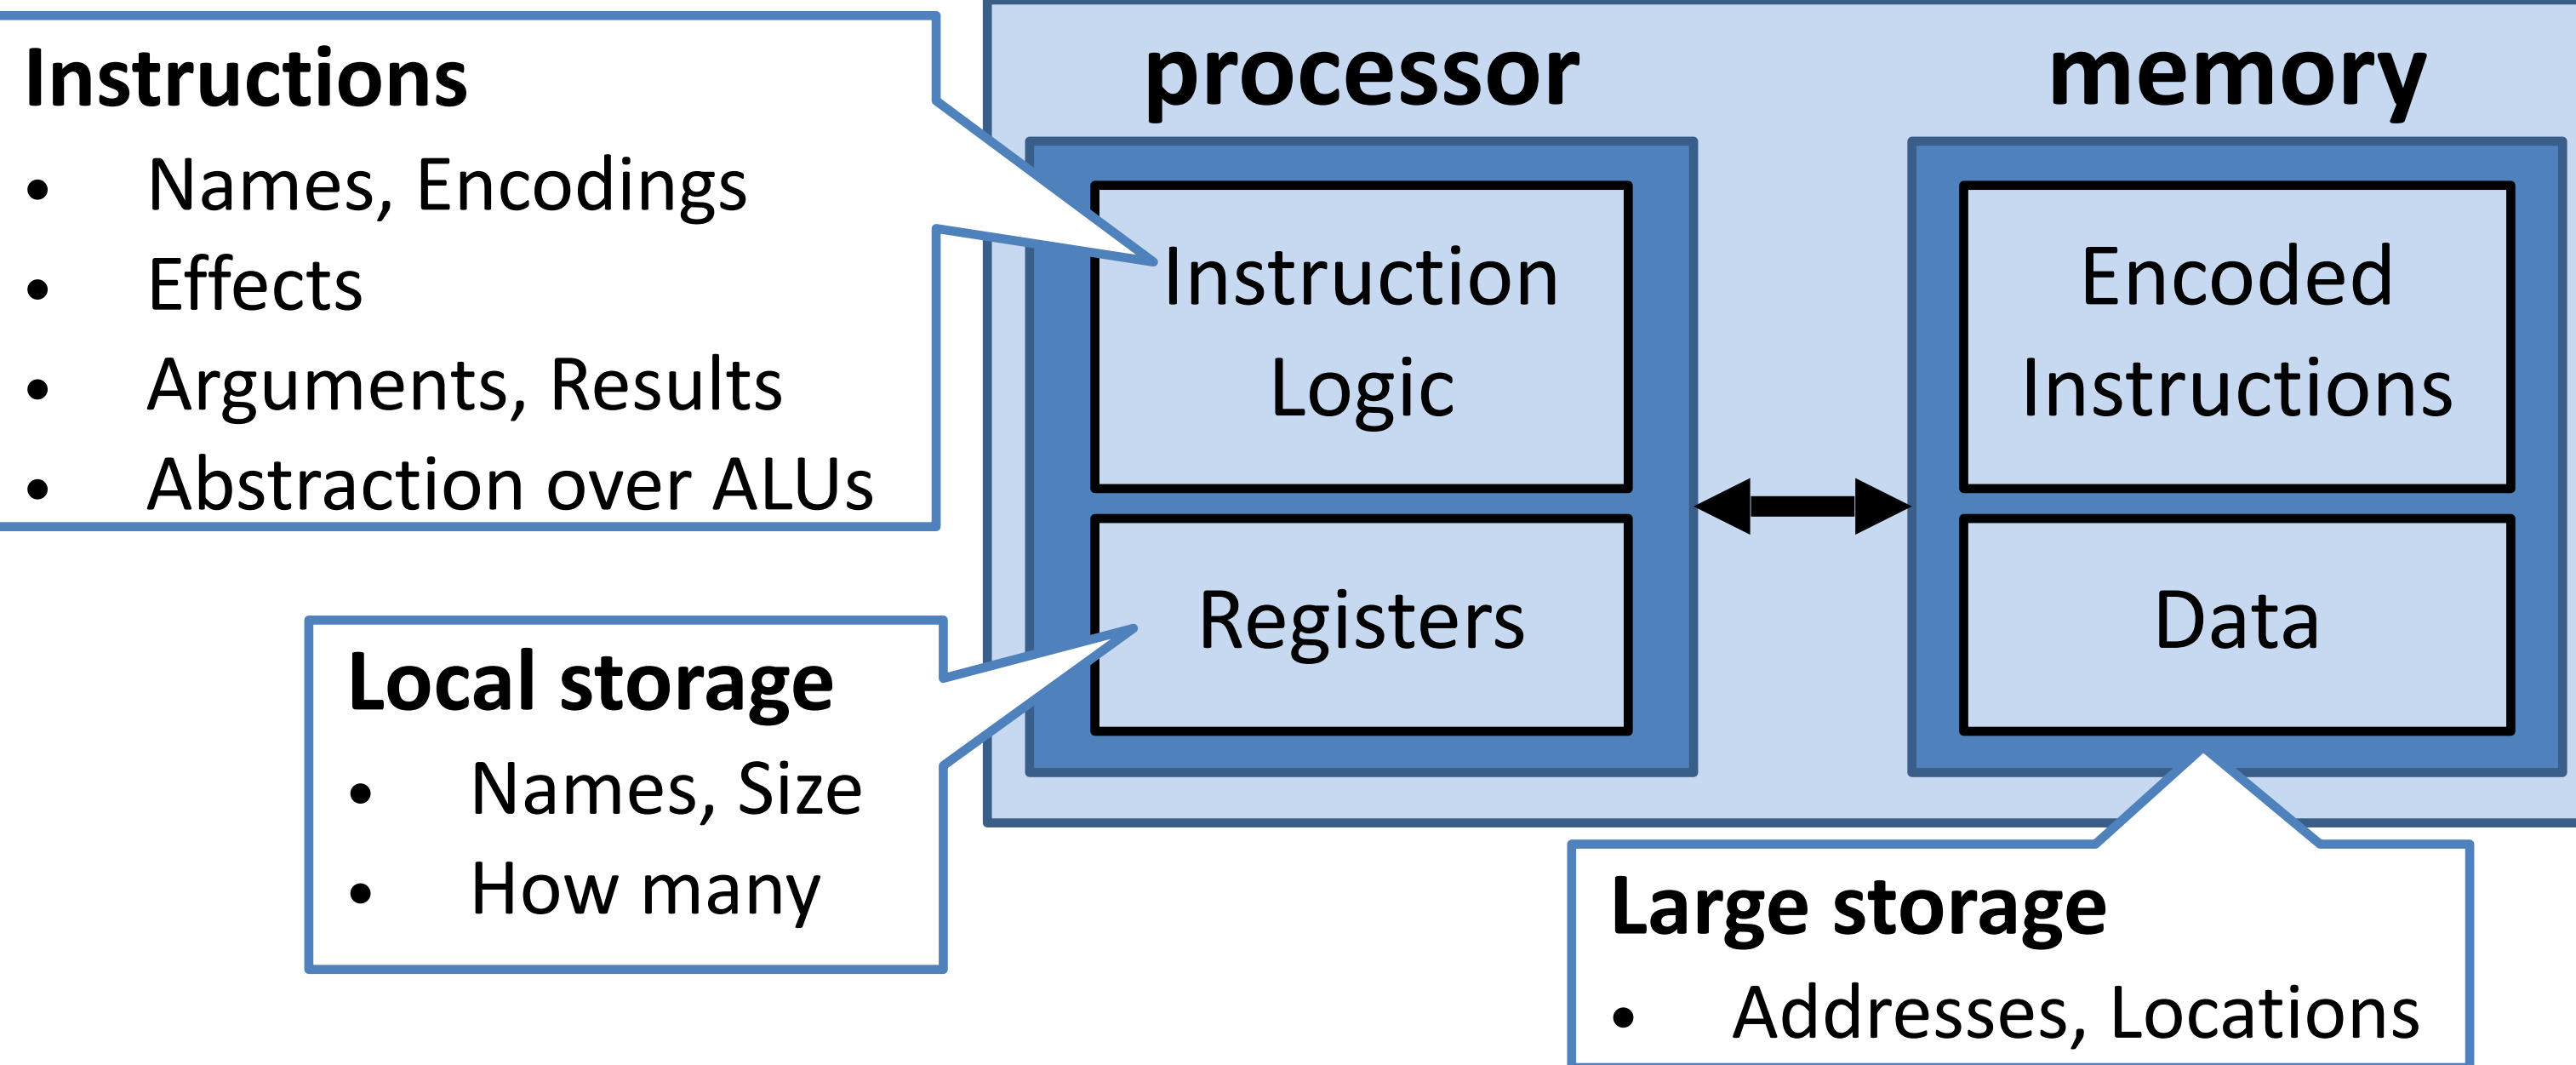 Instructions
• Names, Encodings
• Effects
• Arguments, Results
• Abstraction over ALUs
processor
Instruction
Logic
Registers
memory
Encoded
Instructions
Data
Local storage
• Names, Size
• How many
Large storage
• Addresses, Locations